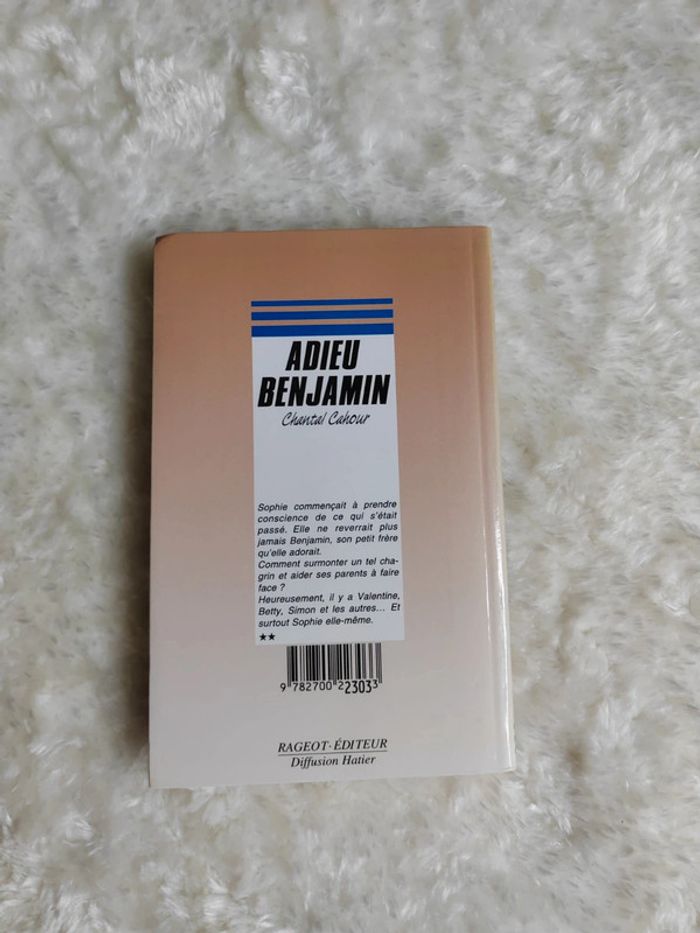 ADIEU
BENJAMIN
Chantal Cahour
Sophie commençait à prendre
conscience de ce qui s'était
passé. Elle ne reverrait plus
jamais Benjamin, son petit frère
qu'elle adorait.
Comment surmonter un tel cha-
grin et aider ses parents à faire
face ?
Heureusement, il y a Valentine,
Betty, Simon et les autres... Et
surtout Sophie elle-même.
★★
9 782700 223033
RAGEOT·ÉDITEUR
Diffusion Hatier